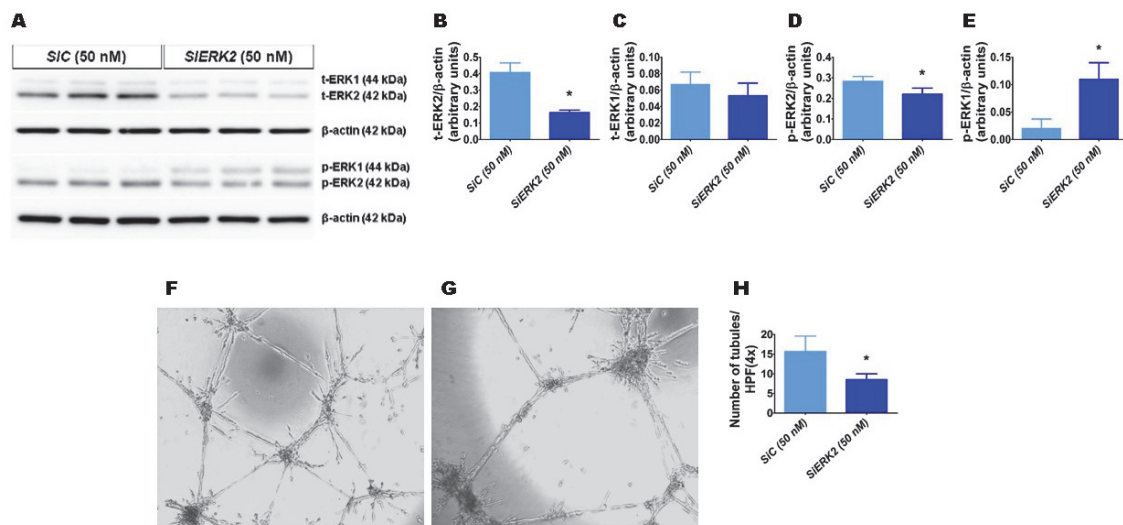 A
SiC (50 nM)
SiERK2 (50 nM)
t-ERK1 (44 kDa)
t-ERK2 (42 kDa)
β-actin (42 kDa)
p-ERK1 (44 kDa)
p-ERK2 (42 kDa)
β-actin (42 kDa)
B
t-ERK2/β-actin
(arbitrary units)
0.5
0.4
0.3
0.2
0.1
0.0
*
SiC (50 nM)
SiERK2 (50 nM)
C
t-ERK1/β-actin
(arbitrary units)
0.10
0.08
0.06
0.04
0.02
0.00
SiC (50 nM)
SiERK2 (50 nM)
D
p-ERK2/β-actin
(arbitrary units)
0.4
0.3
0.2
0.1
0.0
*
SiC (50 nM)
SiERK2 (50 nM)
E
p-ERK1/β-actin
(arbitrary units)
0.15
0.10
0.05
0.00
*
SiC (50 nM)
SiERK2 (50 nM)
F
G
H
Number of tubules/
HPF(4x)
20
15
10
5
0
*
SiC (50 nM)
SiERK2 (50 nM)